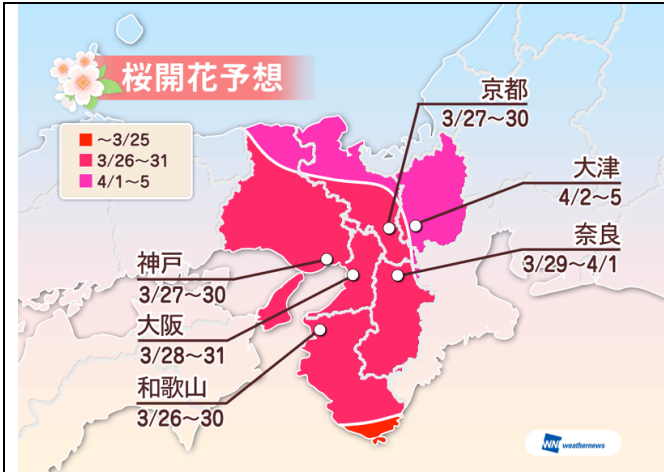 桜開花予想
～3/25
3/26～31
4/1～5
京都
3/27～30
大津
4/2～5
奈良
3/29～4/1
神戸
3/27～30
大阪
3/28～31
和歌山
3/26～30
WN weathernews